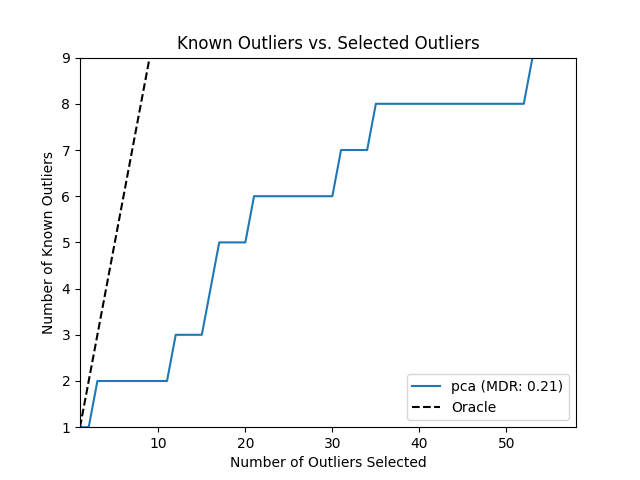 Known Outliers vs. Selected Outliers
9
8
7
6
5
4
3
2
1
Number of Known Outliers
10 20 30 40 50
Number of Outliers Selected
pca (MDR: 0.21)
Oracle